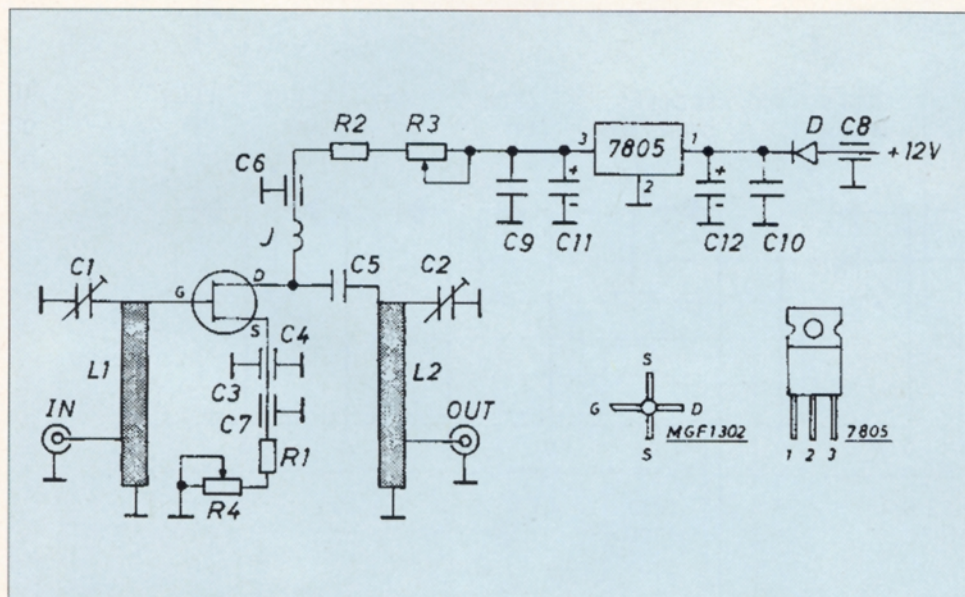 R2 R3 3 7805 1 D C8 +12V
C6 2 + - + -
J C9 C11 C12 C10
C1 G D S C5 C2
C4
L1 C3 L2
IN C7 OUT
R1
R4
S
G D
MGF1302
S
7805
1 2 3